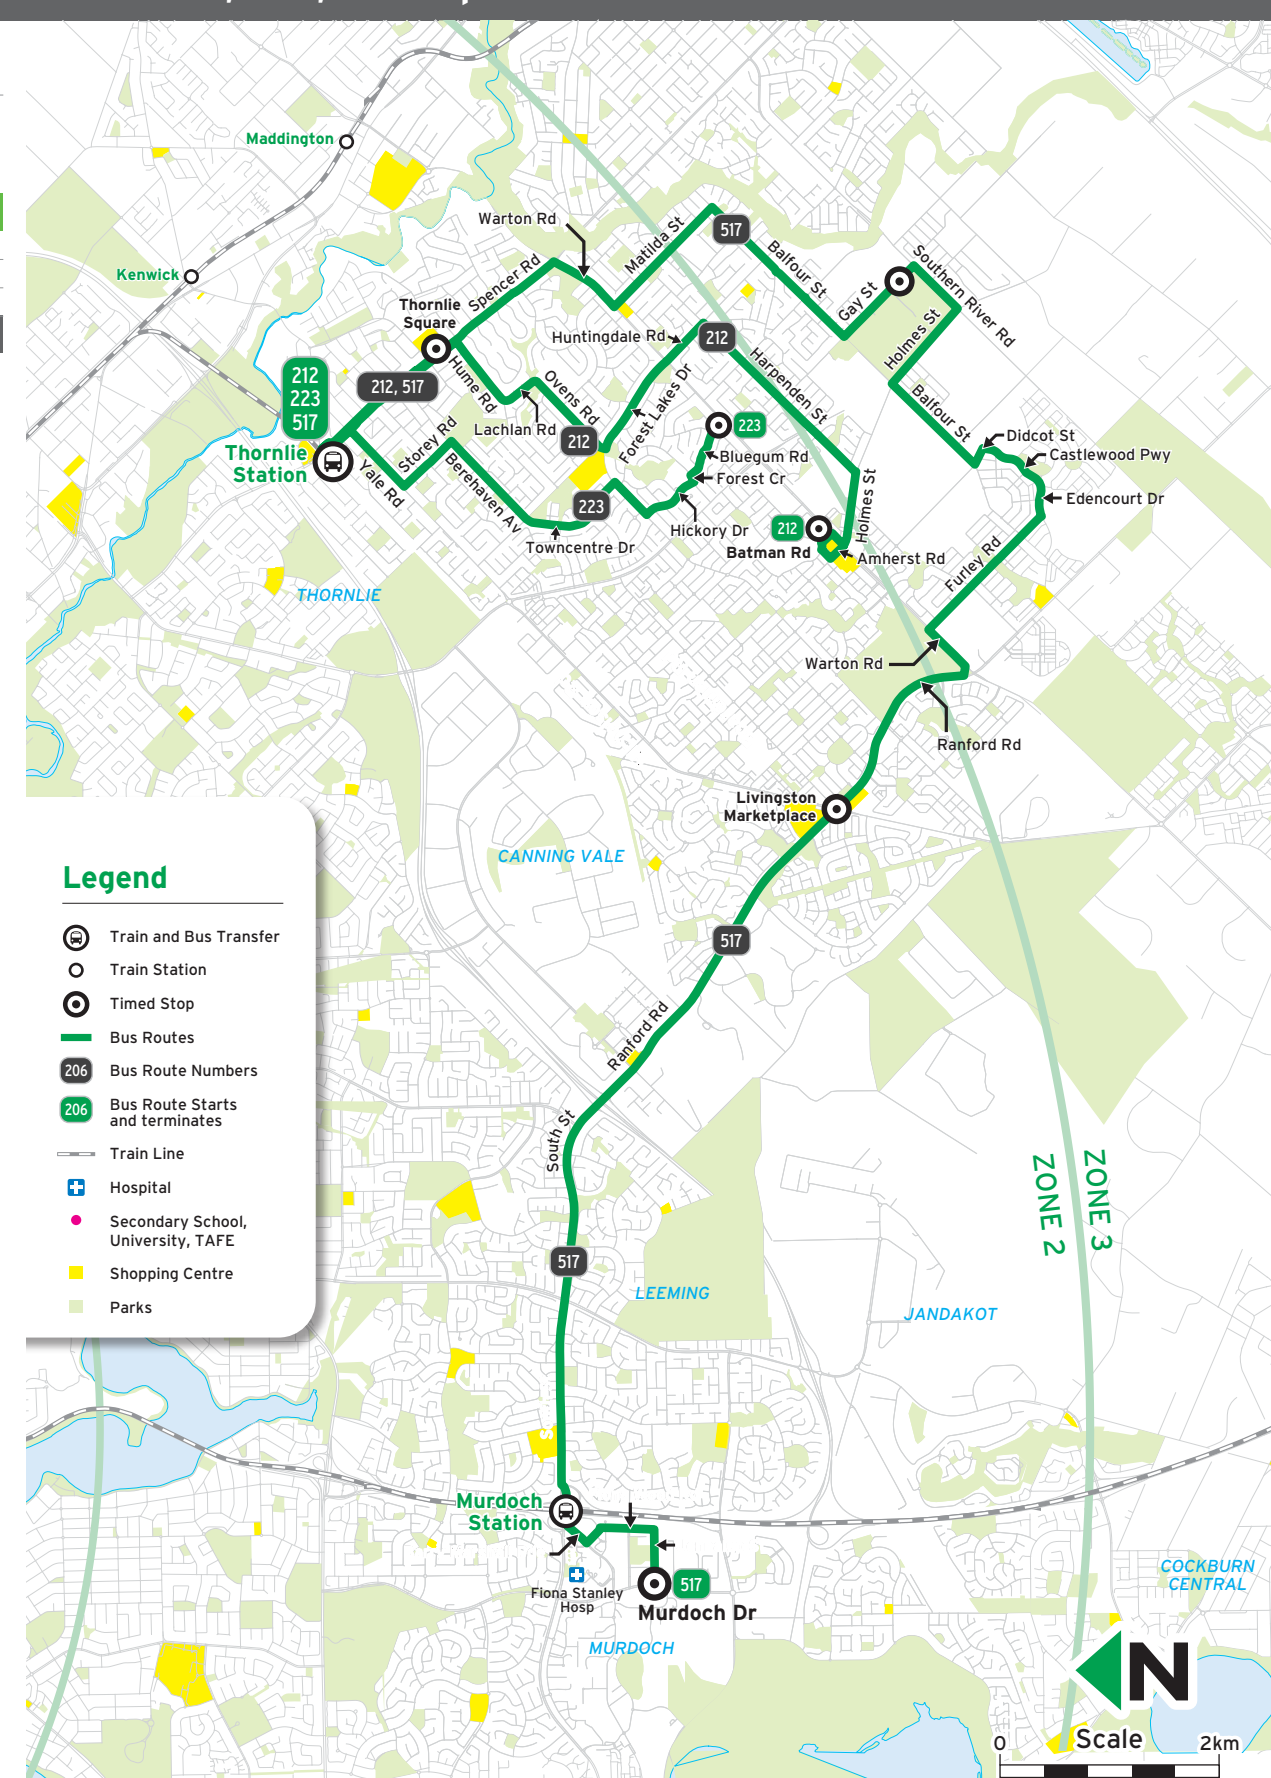 Maddington
Warton Rd
Matilda St
517
Balfour St
Southern River Rd
Kenwick
Spencer Rd
Thornlie
Square
Gay St
Holmes St
Huntingdale Rd
212
Harpenden St
212
223
517
212, 517
Hume Rd
Ovens Rd
Forest Lakes Dr
Lachlan Rd
Balfour St
Storey Rd
212
223
Didcot St
Thornlie
Station
Castlewood Pwy
Bluegum Rd
Yale Rd
Berehaven Av
Forest Cr
Holmes St
Edencourt Dr
223
Hickory Dr
212
Towncentre Dr
Batman Rd
Amherst Rd
Furley Rd
THORNLIE
Warton Rd
Ranford Rd
Livingston
Marketplace
CANNING VALE
517
Ranford Rd
South St
Legend
Train and Bus Transfer
Train Station
Timed Stop
Bus Routes
206
Bus Route Numbers
206
Bus Route Starts
and terminates
Train Line
Hospital
Secondary School,
University, TAFE
Shopping Centre
Parks
ZONE 2
ZONE 3
517
LEEMING
JANDAKOT
Murdoch
Station
COCKBURN
CENTRAL
Fiona Stanley
Hosp
517
Murdoch Dr
MURDOCH
N
0
Scale
2km